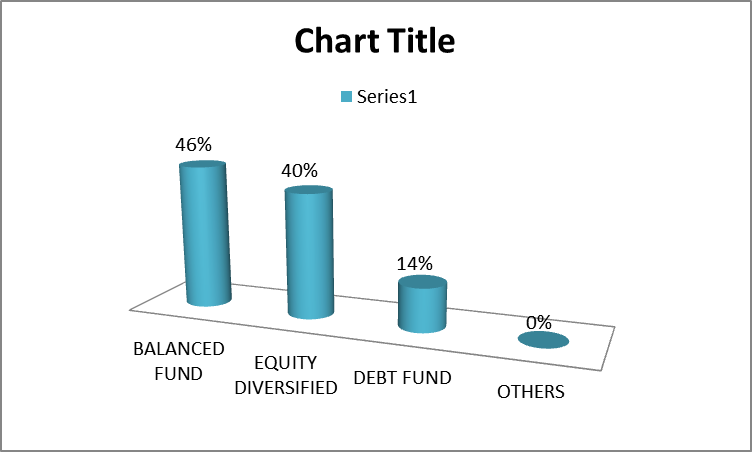 Chart Title
Series1
46%
40%
14%
0%
BALANCED
FUND
EQUITY
DIVERSIFIED
DEBT FUND
OTHERS